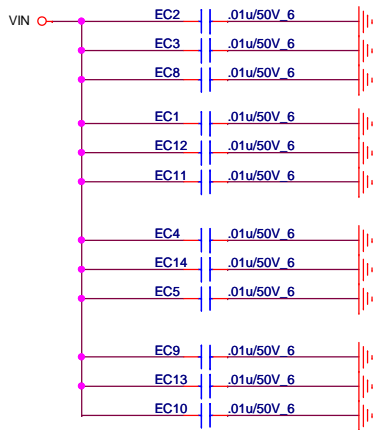 VIN EC2 .01u/50V_6
EC3 .01u/50V_6
EC8 .01u/50V_6
EC1 .01u/50V_6
EC12 .01u/50V_6
EC11 .01u/50V_6
EC4 .01u/50V_6
EC14 .01u/50V_6
EC5 .01u/50V_6
EC9 .01u/50V_6
EC13 .01u/50V_6
EC10 .01u/50V_6